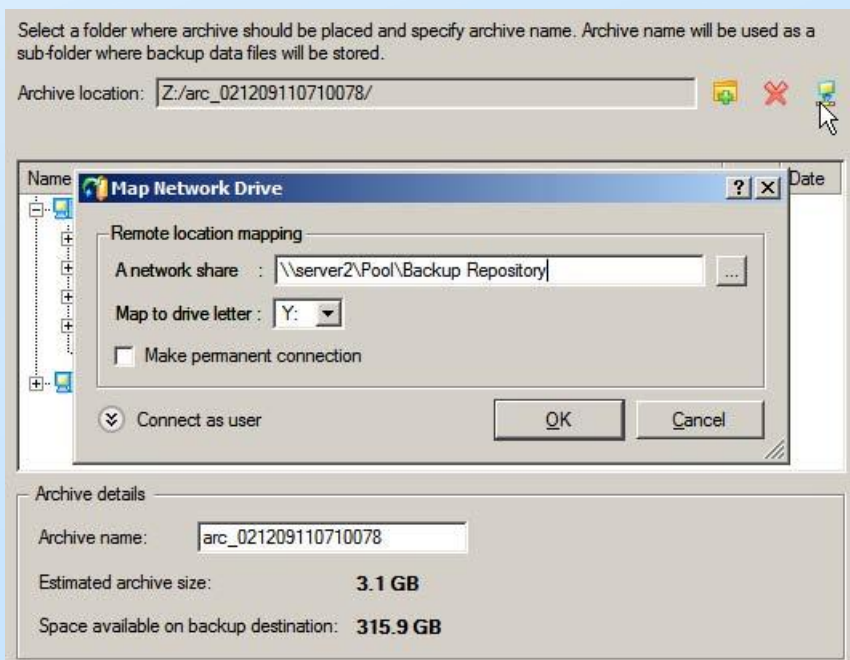 Select a folder where archive should be placed and specify archive name. Archive name will be used as a
sub-folder where backup data files will be stored.
Archive location: Z:/arc_021209110710078/
Name Date
Map Network Drive
Remote location mapping
A network share : \\server2\Pool\Backup Repository ...
Map to drive letter : Y:
Make permanent connection
Connect as user OK Cancel
Archive details
Archive name: arc_021209110710078
Estimated archive size: 3.1 GB
Space available on backup destination: 315.9 GB